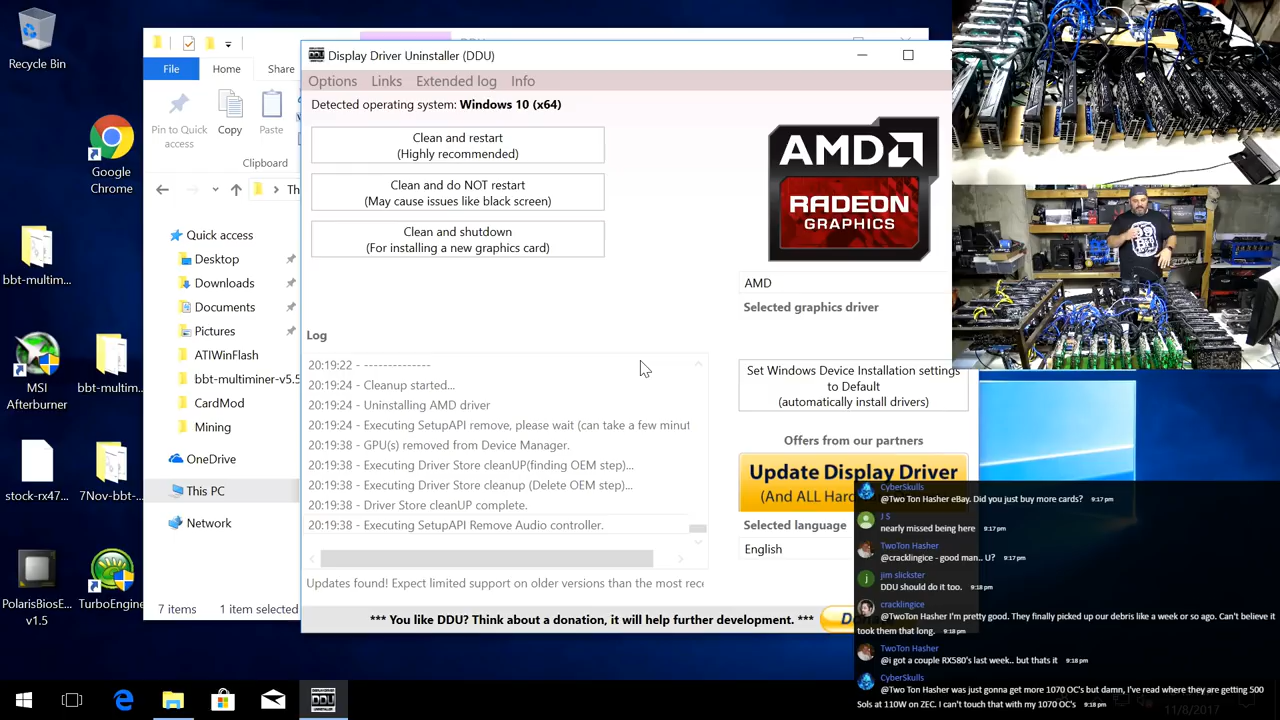 Recycle Bin
Google
Chrome
bbt-multim...
MSI
Afterburner
bbt-mutim...
stock-rx47...
7Nov-bbt-...
PolarisBiosE...
v1.5
TurboEngine
File
Home
Share
Pin to Quick
access
Copy
Paste
Clipboard
Th
Quick access
Desktop
Downloads
Documents
Pictures
ATIWinFlash
bbt-multiminer-v5.5
CardMod
Mining
OneDrive
This PC
Network
7 items
1 item selected
Display Driver Uninstaller (DDU)
Options Links Extended log Info
Detected operating system: Windows 10 (x64)
Clean and restart
(Highly recommended)
Clean and do NOT restart
(May cause issues like black screen)
Clean and shutdown
(For installing a new graphics card)
AMD
RADEON
GRAPHICS
AMD
Selected graphics driver
Log
20:19:22 - --------------
20:19:24 - Cleanup started...
20:19:24 - Uninstalling AMD driver
20:19:24 - Executing SetupAPI remove, please wait (can take a few minut
20:19:38 - GPU(s) removed from Device Manager.
20:19:38 - Executing Driver Store cleanUP(finding OEM step)...
20:19:38 - Executing Driver Store cleanup (Delete OEM step)...
20:19:38 - Driver Store cleanUP complete.
20:19:38 - Executing SetupAPI Remove Audio controller.
Updates found! Expect limited support on older versions than the most rece
Set Windows Device Installation settings
to Default
(automatically install drivers)
Offers from our partners
Update Display Driver
(And ALL Hard
Selected language
English
*** You like DDU? Think about a donation, it will help further development. ***
CyberSkulls
@Two Ton Hasher eBay. Did you just buy more cards? 9:17 pm
J S
nearly missed being here 9:17 pm
TwoTon Hasher
@cracklingice - good man.. U? 9:17 pm
jim slickster
DDU should do it too. 9:18 pm
cracklingice
@TwoTon Hasher I'm pretty good. They finally picked up our debris like a week or so ago. Can't believe it
took them that long. 9:18 pm
TwoTon Hasher
@i got a couple RX580's last week.. but thats it 9:18 pm
CyberSkulls
@Two Ton Hasher was just gonna get more 1070 OC's but damn, I've read where they are getting 500
Sols at 110W on ZEC. I can't touch that with my 1070 OC's 9:18 pm
DDU
11/8/2017